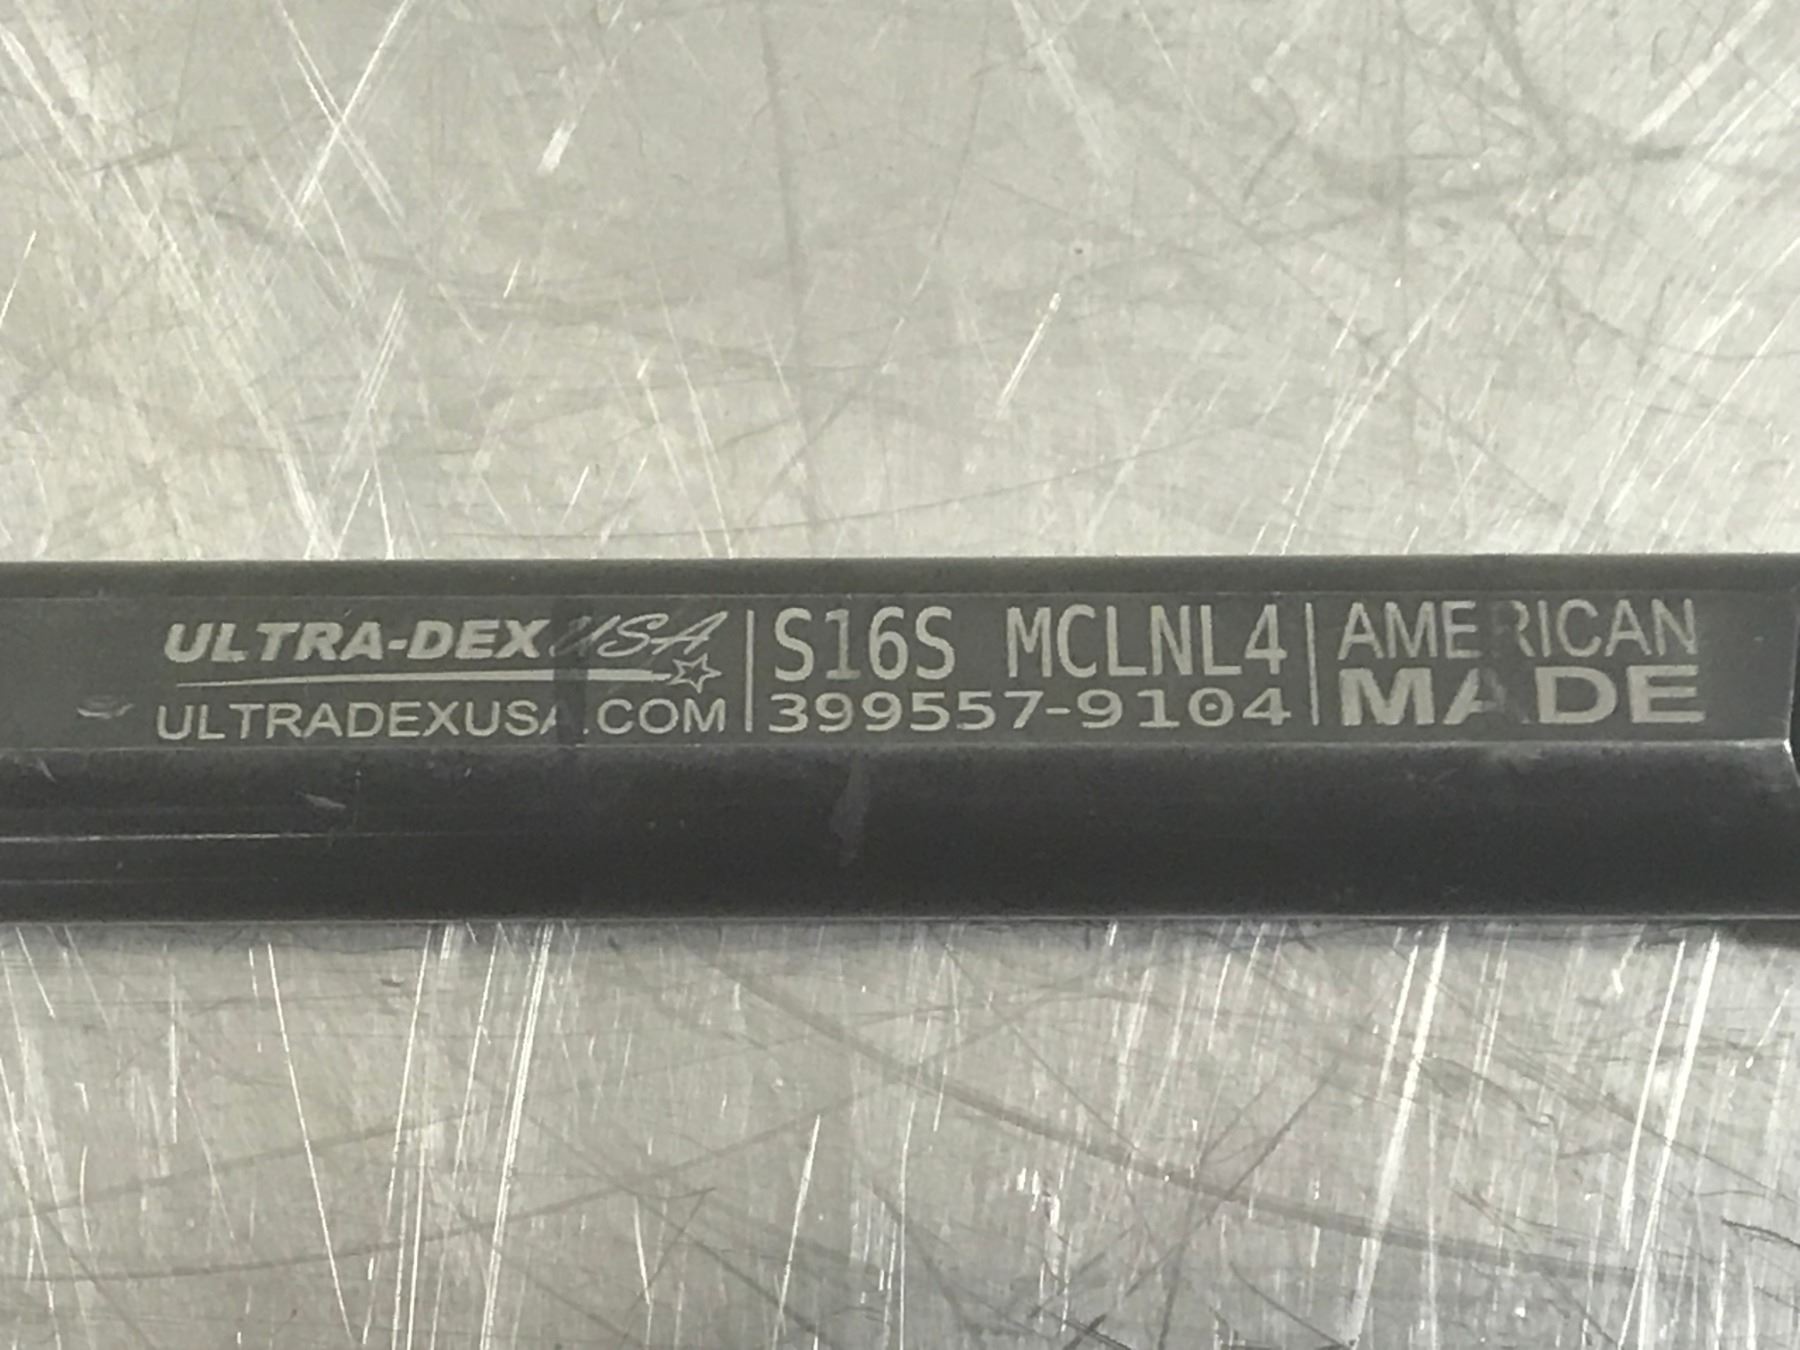 ULTRA-DEX USA
ULTRADEXUSA.COM
S16S MCLNL4
399557-9104
AMERICAN
MADE